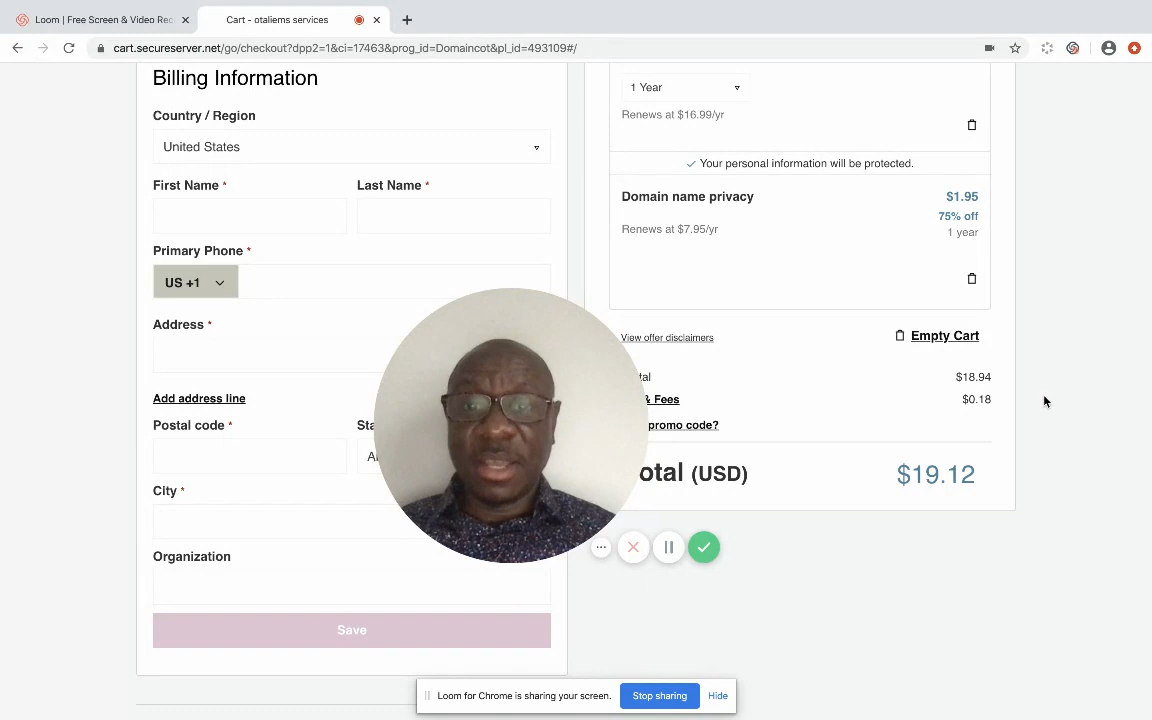 Loom | Free Screen & Video Rec
Cart - otaliems services
cart.secureserver.net/go/checkout?dpp2=1&ci=17463&prog_id=Domaincot&pl_id=493109#/
Billing Information
Country / Region
United States
First Name *
Last Name *
Primary Phone *
US +1
Address *
Add address line
Postal code *
Sta
A
City *
Organization
Save
1 Year
Renews at $16.99/yr
Your personal information will be protected.
Domain name privacy
$1.95
75% off
Renews at $7.95/yr
1 year
View offer disclaimers
Empty Cart
tal
$18.94
& Fees
$0.18
promo code?
otal (USD)
$19.12
Loom for Chrome is sharing your screen.
Stop sharing
Hide